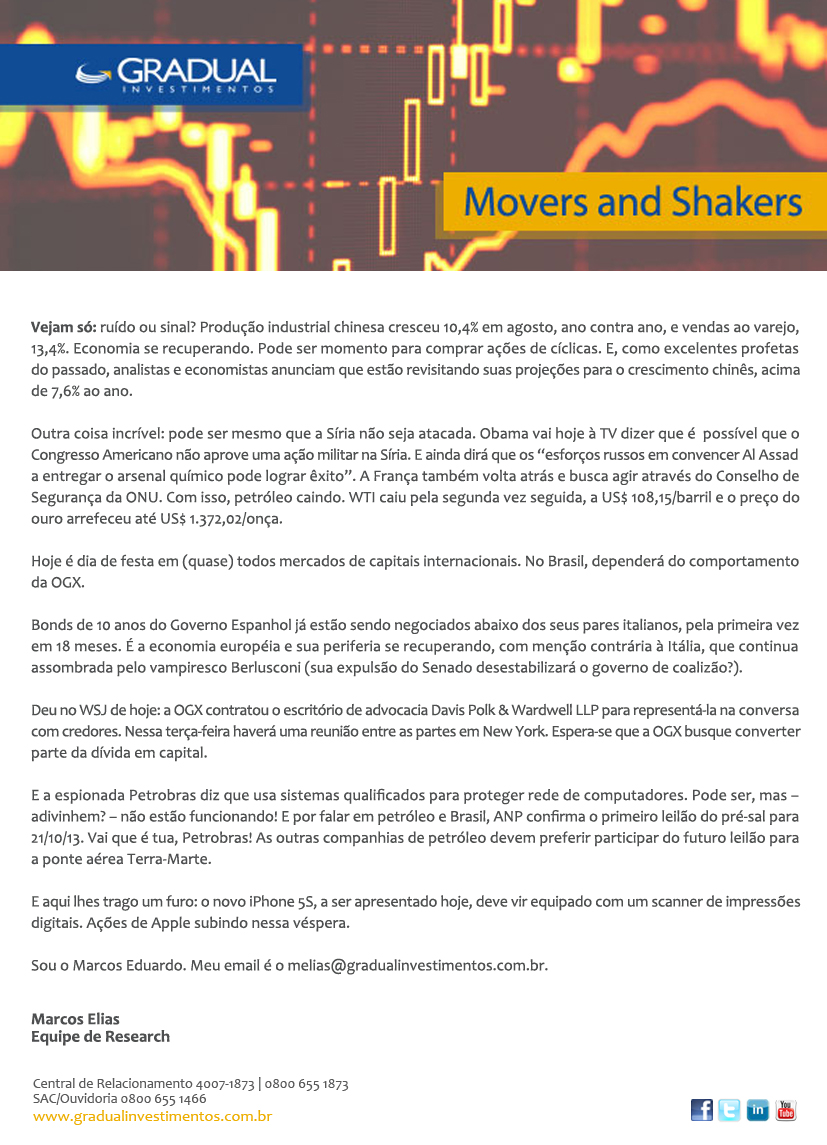 GRADUAL
INVESTIMENTOS
Movers and Shakers
Vejam só: ruído ou sinal? Produção industrial chinesa cresceu 10,4% em agosto, ano contra ano, e vendas ao varejo,
13,4%. Economia se recuperando. Pode ser momento para comprar ações de cíclicas. E, como excelentes profetas
do passado, analistas e economistas anunciam que estão revisitando suas projeções para o crescimento chinês, acima
de 7,6% ao ano.
Outra coisa incrível: pode ser mesmo que a Síria não seja atacada. Obama vai hoje à TV dizer que é possível que o
Congresso Americano não aprove uma ação militar na Síria. E ainda dirá que os “esforços russos em convencer Al Assad
a entregar o arsenal químico pode lograr êxito”. A França também volta atrás e busca agir através do Conselho de
Segurança da ONU. Com isso, petróleo caindo. WTI caiu pela segunda vez seguida, a US$ 108,15/barril e o preço do
ouro arrefeceu até US$ 1.372,02/onça.
Hoje é dia de festa em (quase) todos mercados de capitais internacionais. No Brasil, dependerá do comportamento
da OGX.
Bonds de 10 anos do Governo Espanhol já estão sendo negociados abaixo dos seus pares italianos, pela primeira vez
em 18 meses. É a economia européia e sua periferia se recuperando, com menção contrária à Itália, que continua
assombrada pelo vampiresco Berlusconi (sua expulsão do Senado desestabilizará o governo de coalizão?).
Deu no WSJ de hoje: a OGX contratou o escritório de advocacia Davis Polk & Wardwell LLP para representá-la na conversa
com credores. Nessa terça-feira haverá uma reunião entre as partes em New York. Espera-se que a OGX busque converter
parte da dívida em capital.
E a espionada Petrobras diz que usa sistemas qualificados para proteger rede de computadores. Pode ser, mas –
adivinhem? – não estão funcionando! E por falar em petróleo e Brasil, ANP confirma o primeiro leilão do pré-sal para
21/10/13. Vai que é tua, Petrobras! As outras companhias de petróleo devem preferir participar do futuro leilão para
a ponte aérea Terra-Marte.
E aqui lhes trago um furo: o novo iPhone 5S, a ser apresentado hoje, deve vir equipado com um scanner de impressões
digitais. Ações de Apple subindo nessa véspera.
Sou o Marcos Eduardo. Meu email é o melias@gradualinvestimentos.com.br.
Marcos Elias
Equipe de Research
Central de Relacionamento 4007-1873 | 0800 655 1873
SAC/Ouvidoria 0800 655 1466
www.gradualinvestimentos.com.br
f t in You Tube